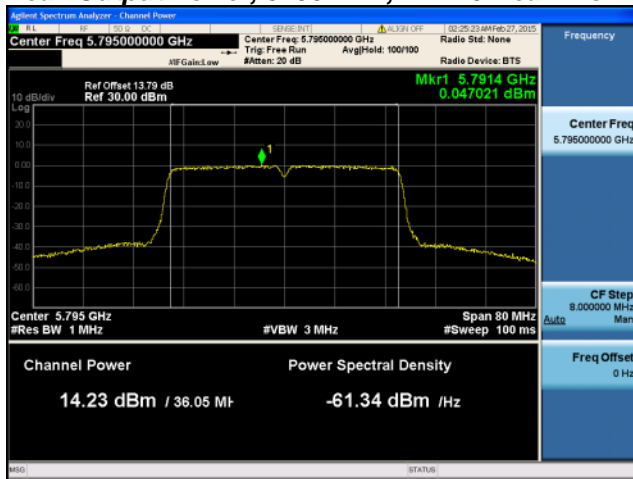 Agilent Spectrum Analyzer - Channel Power
RL RF 50 Ω DC SENSE:INT ALIGN OFF 02:25:23 AM Feb 27, 2015
Center Freq 5.795000000 GHz
Center Freq: 5.795000000 GHz
Radio Std: None
Trig: Free Run Avg|Hold: 100/100
#IFGain:Low #Atten: 20 dB Radio Device: BTS
Frequency
Mkr1 5.7914 GHz
0.047021 dBm
Ref Offset 13.79 dB
10 dB/div Ref 30.00 dBm
Log
20.0
10.0
0.00
-10.0
-20.0
-30.0
-40.0
-50.0
-60.0
1
Center 5.795 GHz Span 80 MHz
#Res BW 1 MHz #VBW 3 MHz #Sweep 100 ms
Channel Power Power Spectral Density
14.23 dBm / 36.05 MH -61.34 dBm /Hz
Center Freq
5.795000000 GHz
CF Step
8.000000 MHz
Auto Man
Freq Offset
0 Hz
MSG STATUS